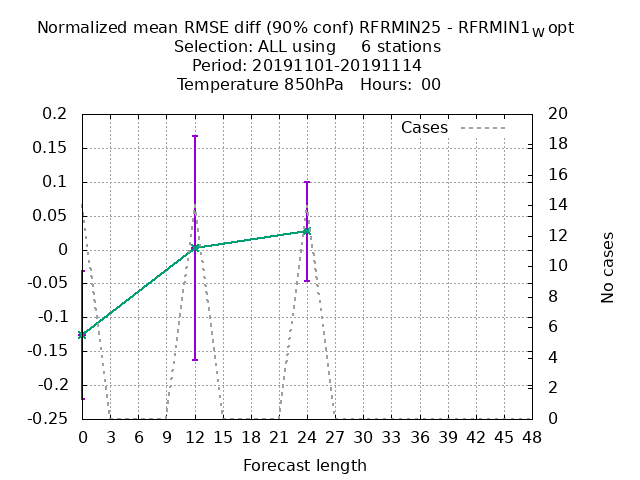 Normalized mean RMSE diff (90% conf) RFRMIN25 - RFRMIN1w opt
Selection: ALL using 6 stations
Period: 20191101-20191114
Temperature 850hPa Hours: 00
Cases
0.2
0.15
0.1
0.05
0
-0.05
-0.1
-0.15
-0.2
-0.25
20
18
16
14
12
10
8
6
4
2
0
No cases
0 3 6 9 12 15 18 21 24 27 30 33 36 39 42 45 48
Forecast length